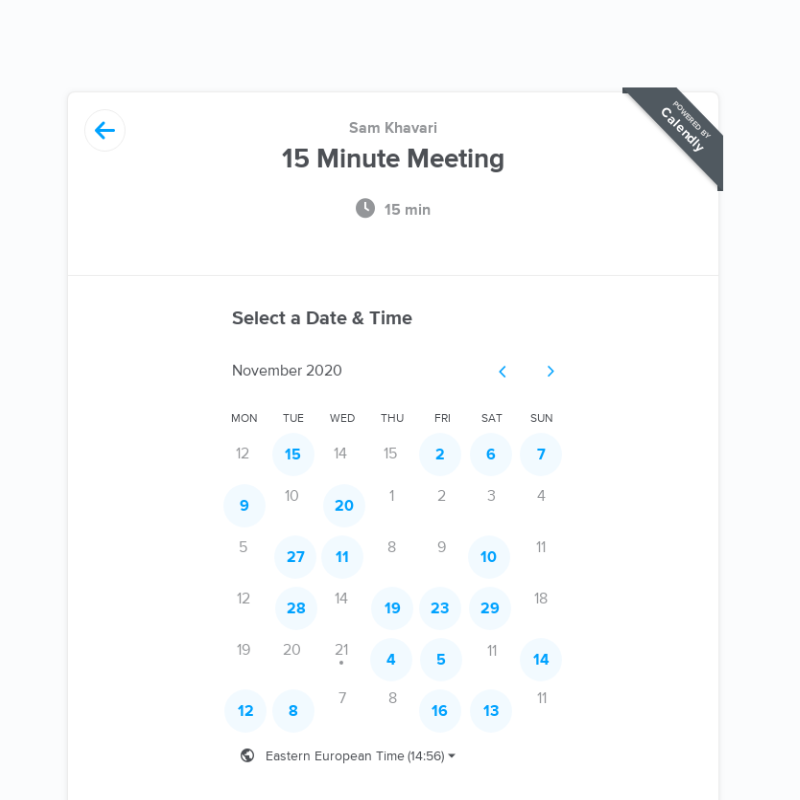 POWERED BY
Calendly
Sam Khavari
15 Minute Meeting
15 min
Select a Date & Time
November 2020
MON TUE WED THU FRI SAT SUN
12 15 14 15 2 6 7
9 10 20 1 2 3 4
5 27 11 8 9 10 11
12 28 14 19 23 29 18
19 20 21 4 5 11 14
12 8 7 8 16 13 11
Eastern European Time (14:56)